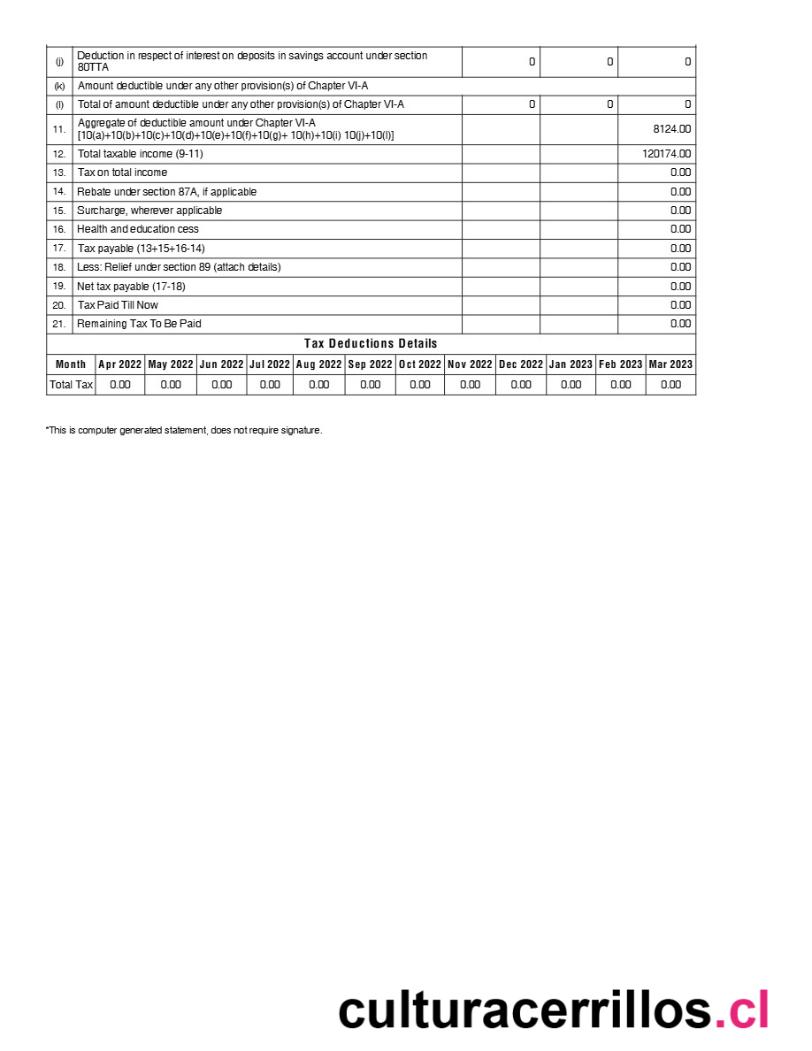 (j) Deduction in respect of interest on deposits in savings account under section
80TTA 0 0 0
(k) Amount deductible under any other provision(s) of Chapter VI-A
(l) Total of amount deductible under any other provision(s) of Chapter VI-A 0 0 0
11. Aggregate of deductible amount under Chapter VI-A
[10(a)+10(b)+10(c)+10(d)+10(e)+10(f)+10(g)+ 10(h)+10(i) 10(j)+10(l)] 8124.00
12. Total taxable income (9-11) 120174.00
13. Tax on total income 0.00
14. Rebate under section 87A, if applicable 0.00
15. Surcharge, wherever applicable 0.00
16. Health and education cess 0.00
17. Tax payable (13+15+16-14) 0.00
18. Less: Relief under section 89 (attach details) 0.00
19. Net tax payable (17-18) 0.00
20. Tax Paid Till Now 0.00
21. Remaining Tax To Be Paid 0.00
Tax Deductions Details
Month Apr 2022 May 2022 Jun 2022 Jul 2022 Aug 2022 Sep 2022 Oct 2022 Nov 2022 Dec 2022 Jan 2023 Feb 2023 Mar 2023
Total Tax 0.00 0.00 0.00 0.00 0.00 0.00 0.00 0.00 0.00 0.00 0.00 0.00
*This is computer generated statement, does not require signature.
culturacerrillos.cl